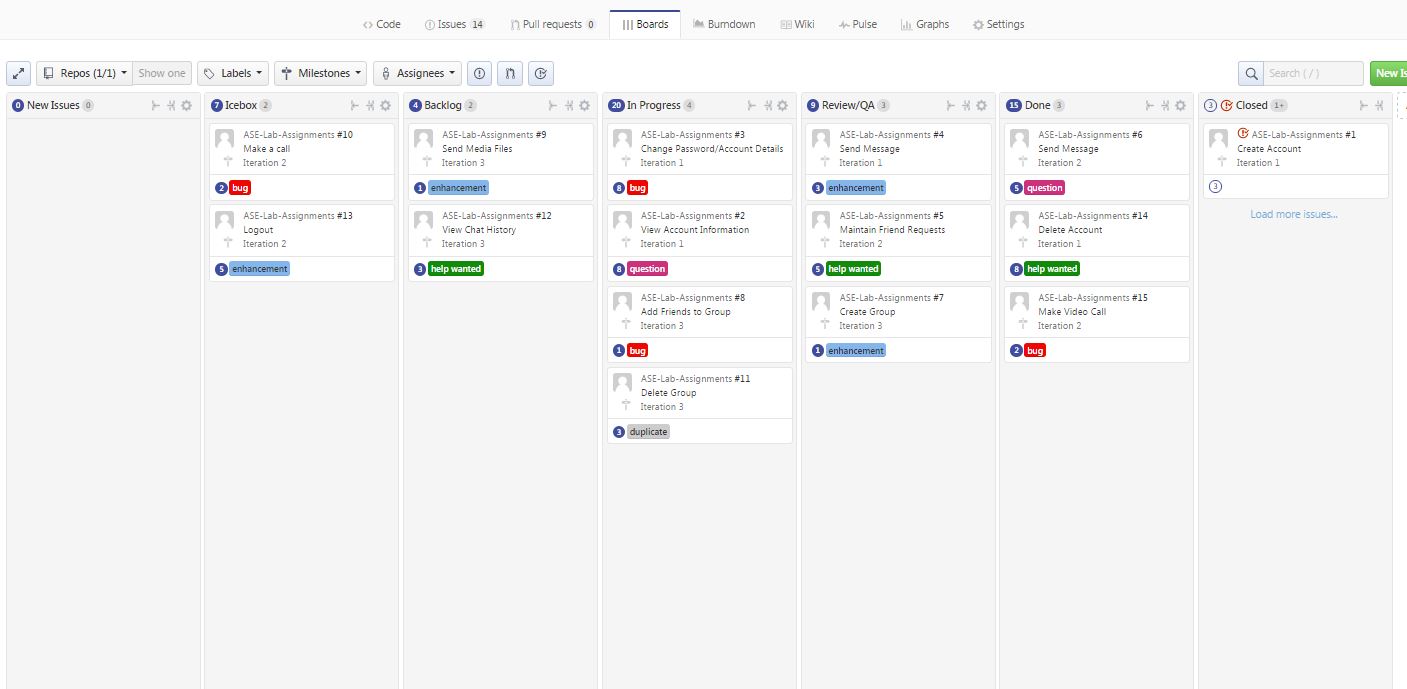 Code Issues 14 Pull requests 0 Boards Burndown Wiki Pulse Graphs Settings
Repos (1/1) Show one Labels Milestones Assignees Search ( / ) New Is
0 New Issues 0
7 Icebox 2
ASE-Lab-Assignments #10
Make a call
Iteration 2
2 bug
ASE-Lab-Assignments #13
Logout
Iteration 2
5 enhancement
4 Backlog 2
ASE-Lab-Assignments #9
Send Media Files
Iteration 3
1 enhancement
ASE-Lab-Assignments #12
View Chat History
Iteration 3
3 help wanted
20 In Progress 4
ASE-Lab-Assignments #3
Change Password/Account Details
Iteration 1
8 bug
ASE-Lab-Assignments #2
View Account Information
Iteration 1
8 question
ASE-Lab-Assignments #8
Add Friends to Group
Iteration 3
1 bug
ASE-Lab-Assignments #11
Delete Group
Iteration 3
3 duplicate
9 Review/QA 3
ASE-Lab-Assignments #4
Send Message
Iteration 1
3 enhancement
ASE-Lab-Assignments #5
Maintain Friend Requests
Iteration 2
5 help wanted
ASE-Lab-Assignments #7
Create Group
Iteration 3
1 enhancement
15 Done 3
ASE-Lab-Assignments #6
Send Message
Iteration 2
5 question
ASE-Lab-Assignments #14
Delete Account
Iteration 1
8 help wanted
ASE-Lab-Assignments #15
Make Video Call
Iteration 2
2 bug
3 Closed 1+
ASE-Lab-Assignments #1
Create Account
Iteration 1
3
Load more issues...